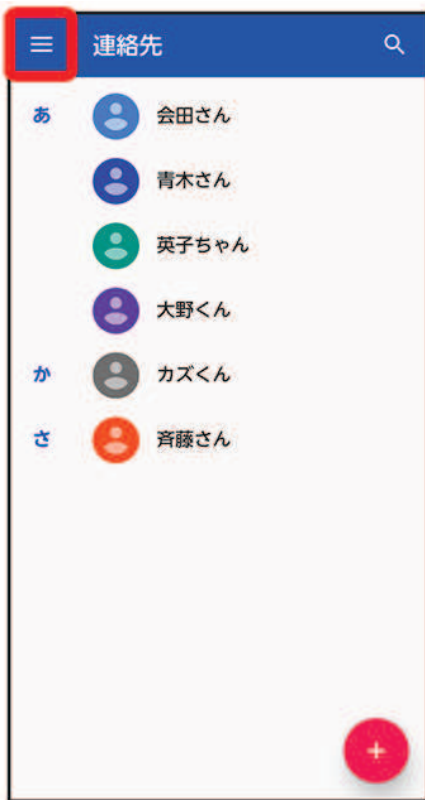 連絡先
あ 会田さん
青木さん
英子ちゃん
大野くん
か カズくん
さ 斉藤さん